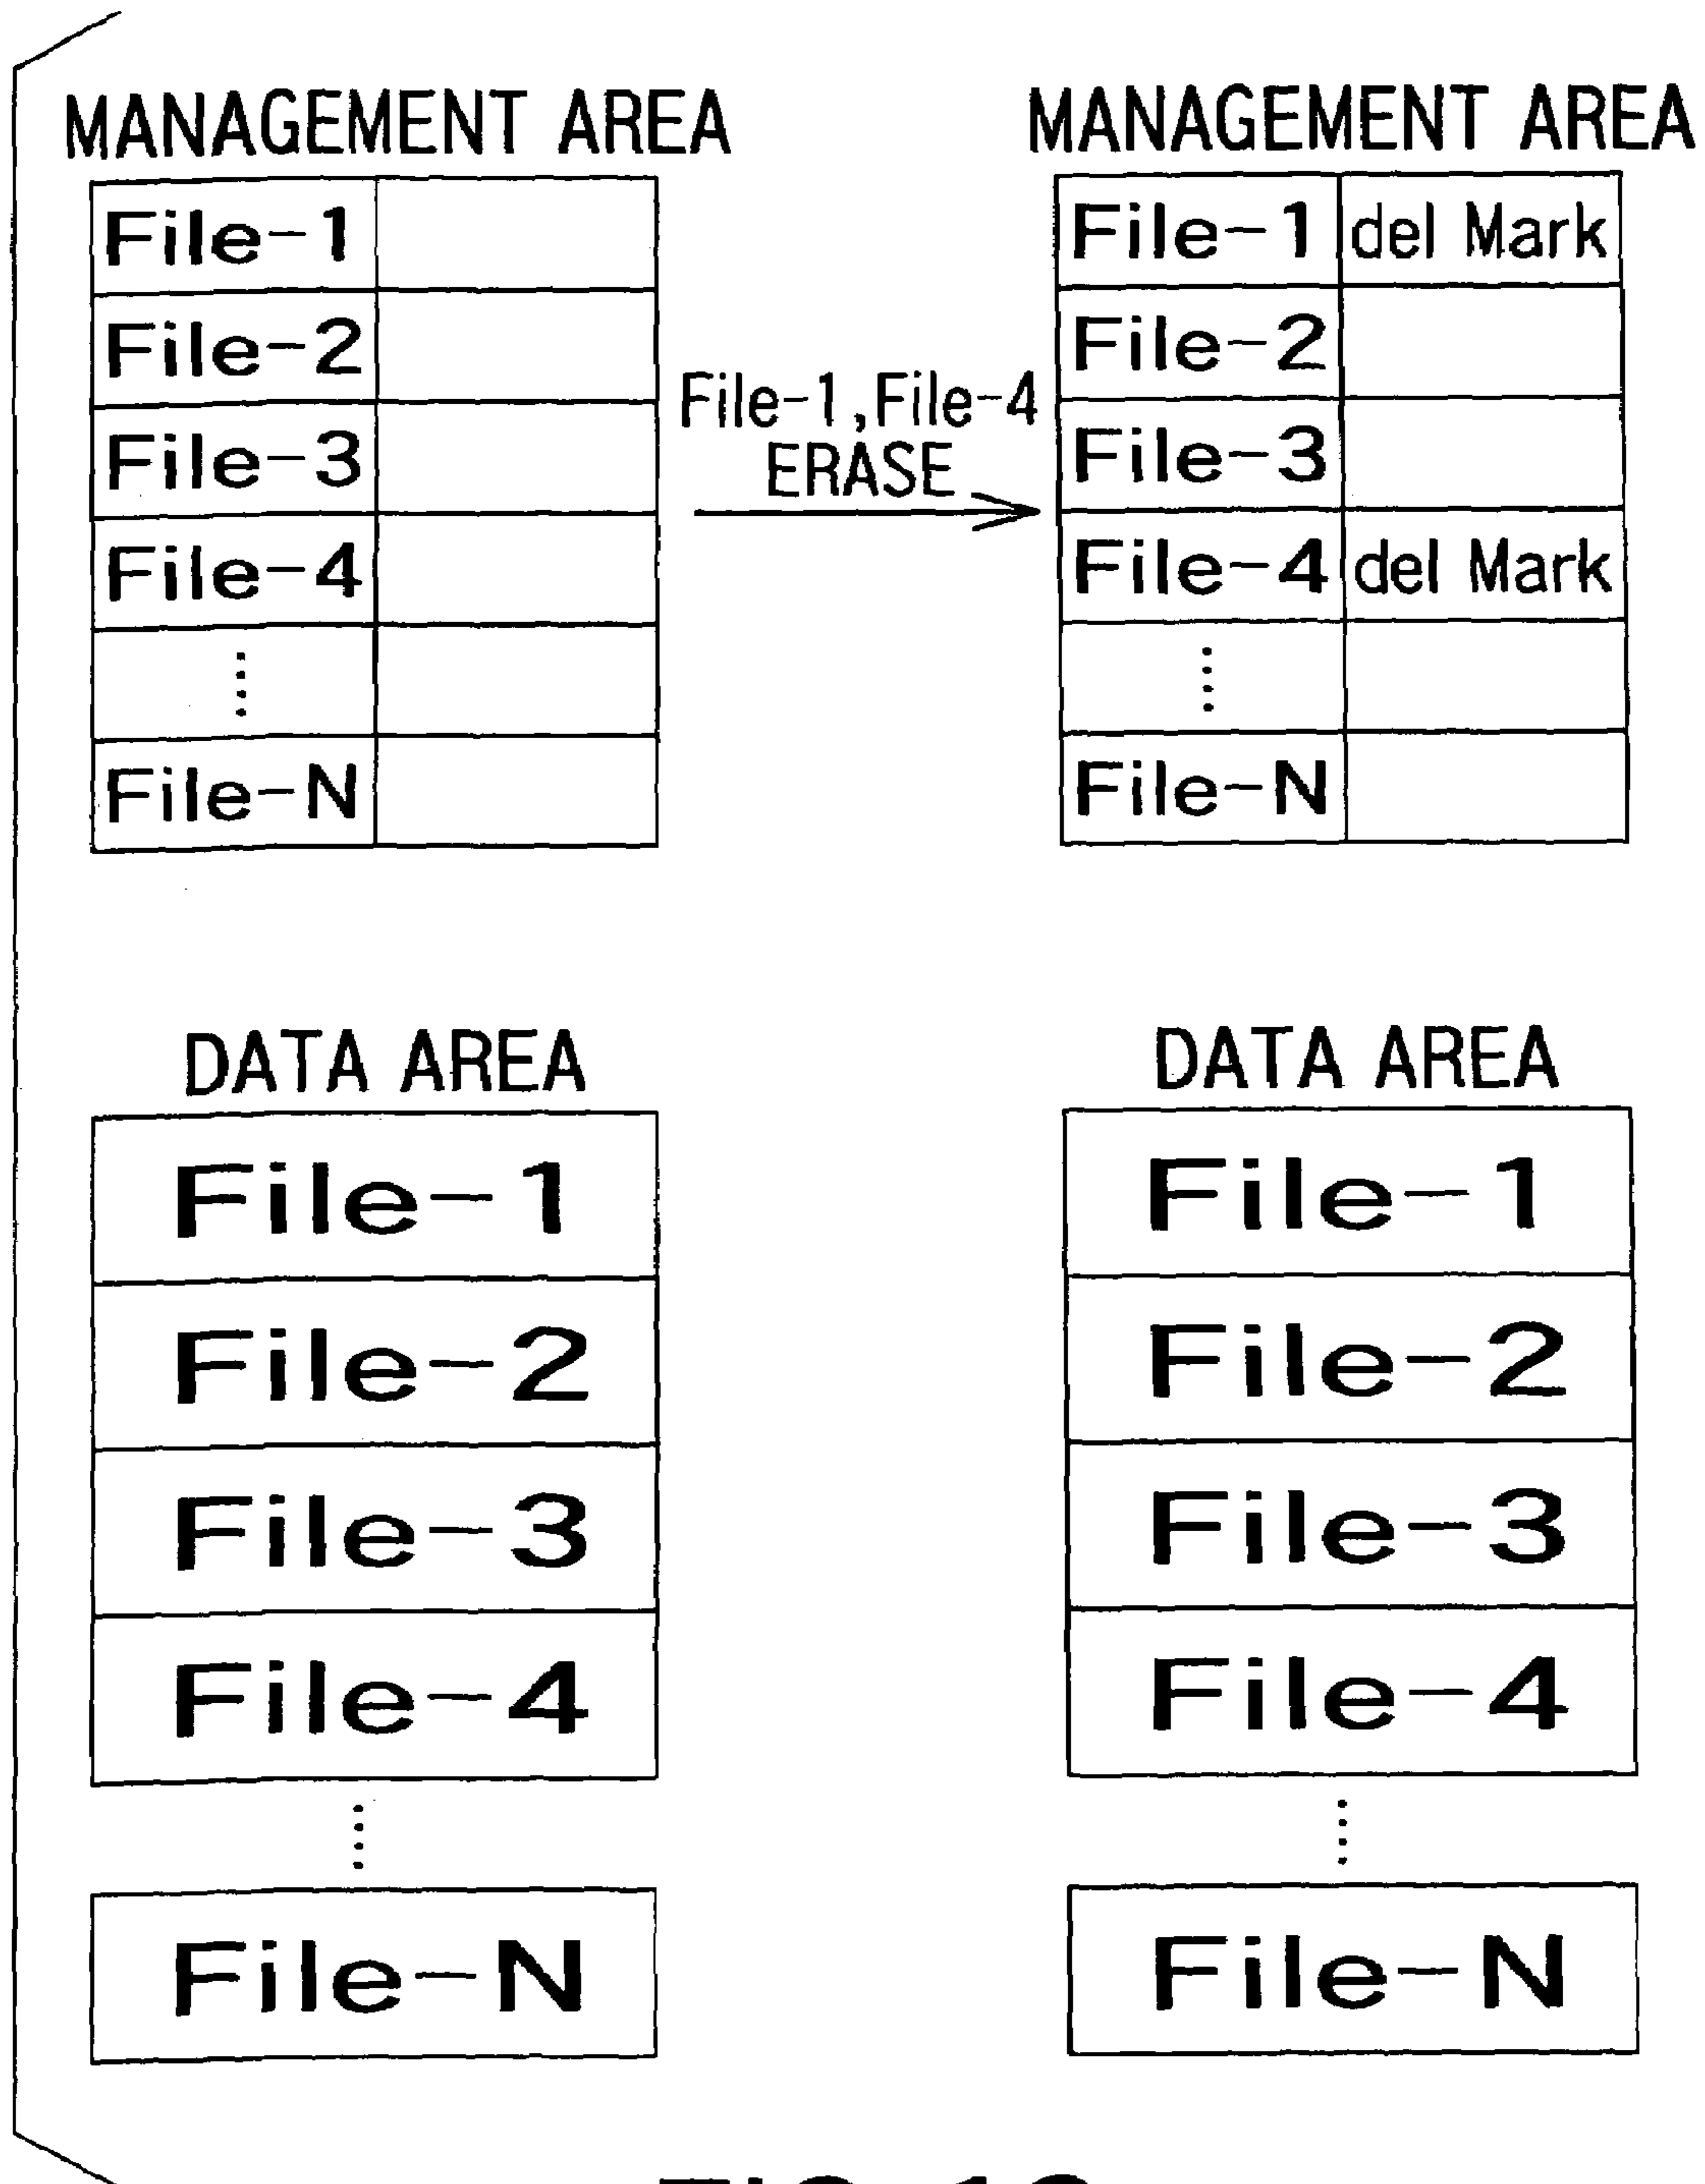 MANAGEMENT AREA
File-1
File-2
File-3
File-4
File-N
File-1,File-4
ERASE
MANAGEMENT AREA
File-1 del Mark
File-2
File-3
File-4 del Mark
File-N
DATA AREA
File-1
File-2
File-3
File-4
File-N
DATA AREA
File-1
File-2
File-3
File-4
File-N